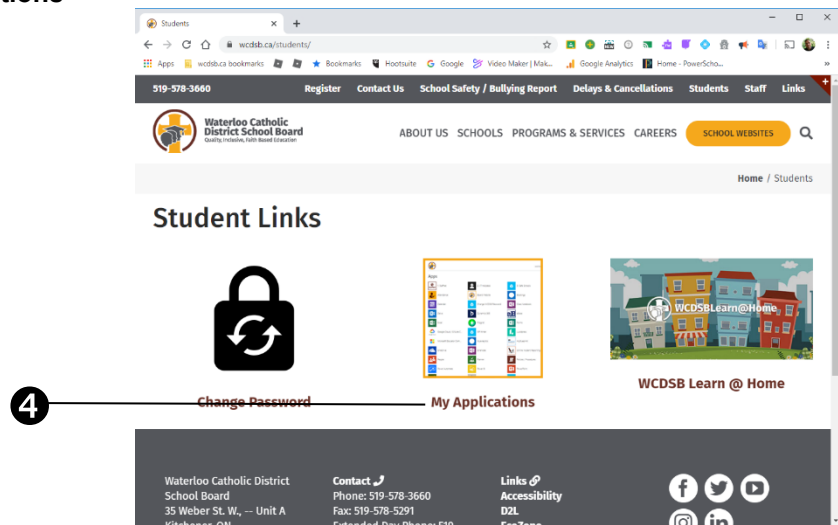 Students
wcdsb.ca/students/
Apps wcdsb.ca bookmarks Bookmarks Hootsuite Google Video Maker | Mak... Google Analytics Home - PowerScho...
519-578-3660 Register Contact Us School Safety / Bullying Report Delays & Cancellations Students Staff Links
Waterloo Catholic
District School Board
Quality, Inclusive, Faith Based Education
ABOUT US SCHOOLS PROGRAMS & SERVICES CAREERS SCHOOL WEBSITES
Home / Students
Student Links
Apps
WCDSBLearn@Home
Change Password
My Applications
WCDSB Learn @ Home
4
Waterloo Catholic District
School Board
35 Weber St. W., -- Unit A
Kitchener, ON
Contact
Phone: 519-578-3660
Fax: 519-578-5291
Links
Accessibility
D2L